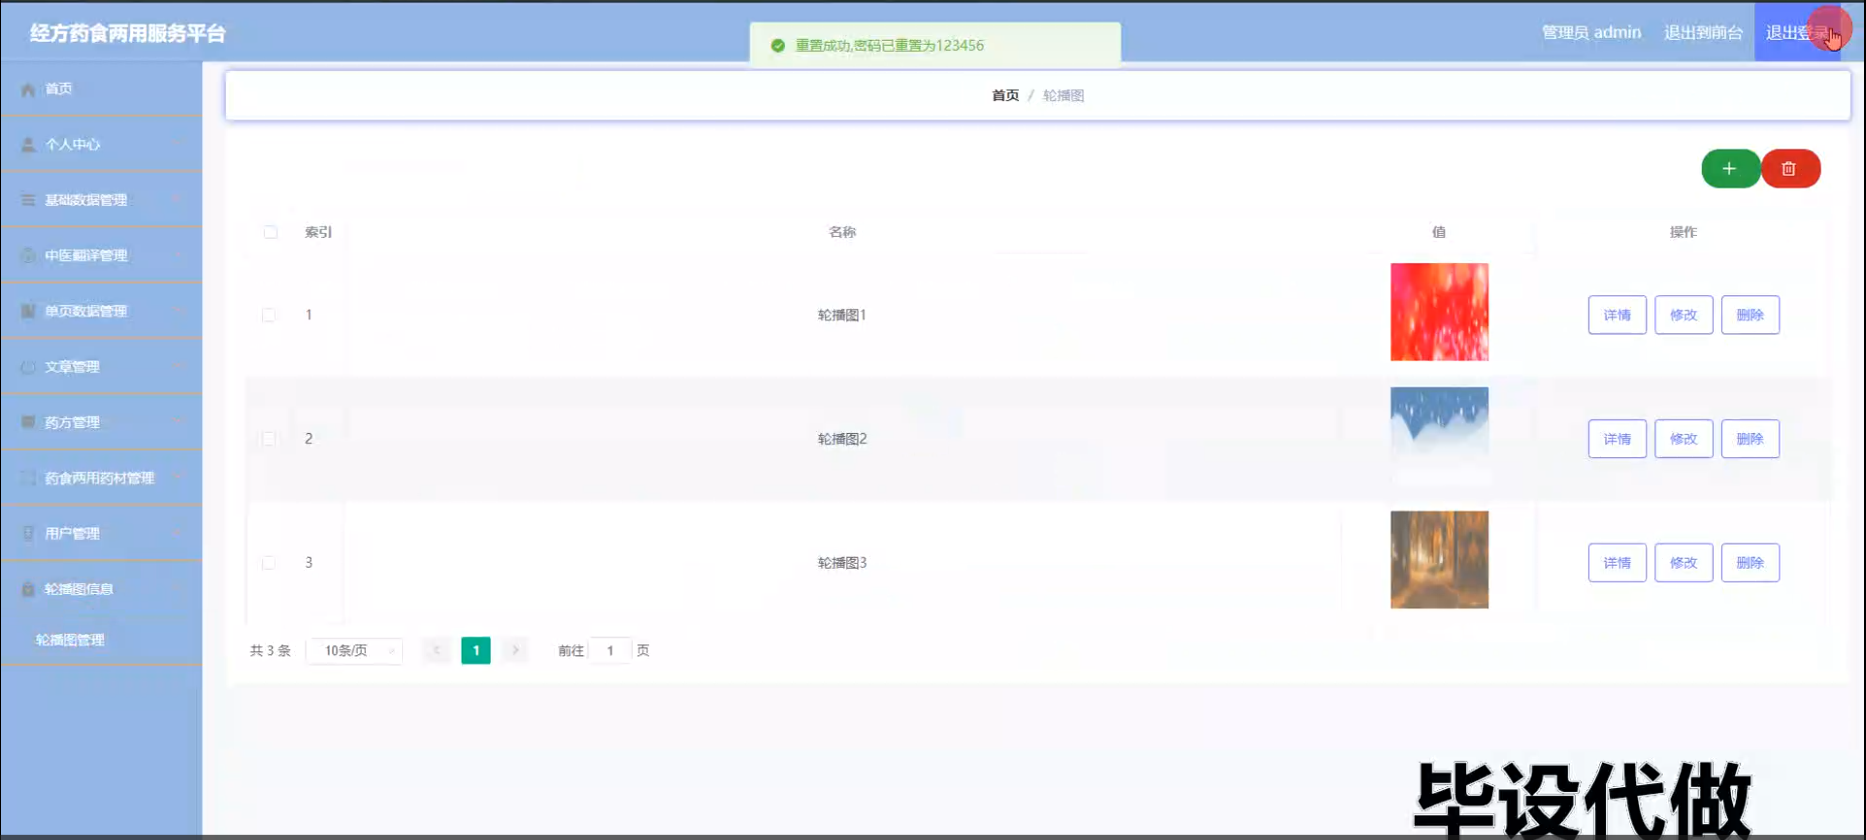 经方药食两用服务平台
重置成功,密码已重置为123456
管理员 admin
退出到前台
退出登录
首页
个人中心
基础数据管理
中医翻译管理
单页数据管理
文章管理
药方管理
药食两用药材管理
用户管理
轮播图信息
轮播图管理
首页 / 轮播图
索引 名称 值 操作
1 轮播图1 详情 修改 删除
2 轮播图2 详情 修改 删除
3 轮播图3 详情 修改 删除
共 3 条 10条/页 1 前往 1 页
毕设代做